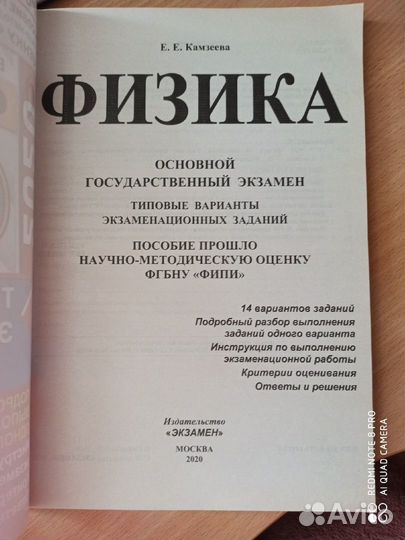 Е. Е. Камзеева
ФИЗИКА
ОСНОВНОЙ
ГОСУДАРСТВЕННЫЙ ЭКЗАМЕН
ТИПОВЫЕ ВАРИАНТЫ
ЭКЗАМЕНАЦИОННЫХ ЗАДАНИЙ
ПОСОБИЕ ПРОШЛО
НАУЧНО-МЕТОДИЧЕСКУЮ ОЦЕНКУ
ФГБНУ «ФИПИ»
14 вариантов заданий
Подробный разбор выполнения
заданий одного варианта
Инструкция по выполнению
экзаменационной работы
Критерии оценивания
Ответы и решения
Издательство
«ЭКЗАМЕН»
МОСКВА
2020
REDMI NOTE 8 PRO
AI QUAD CAMERA
Avito